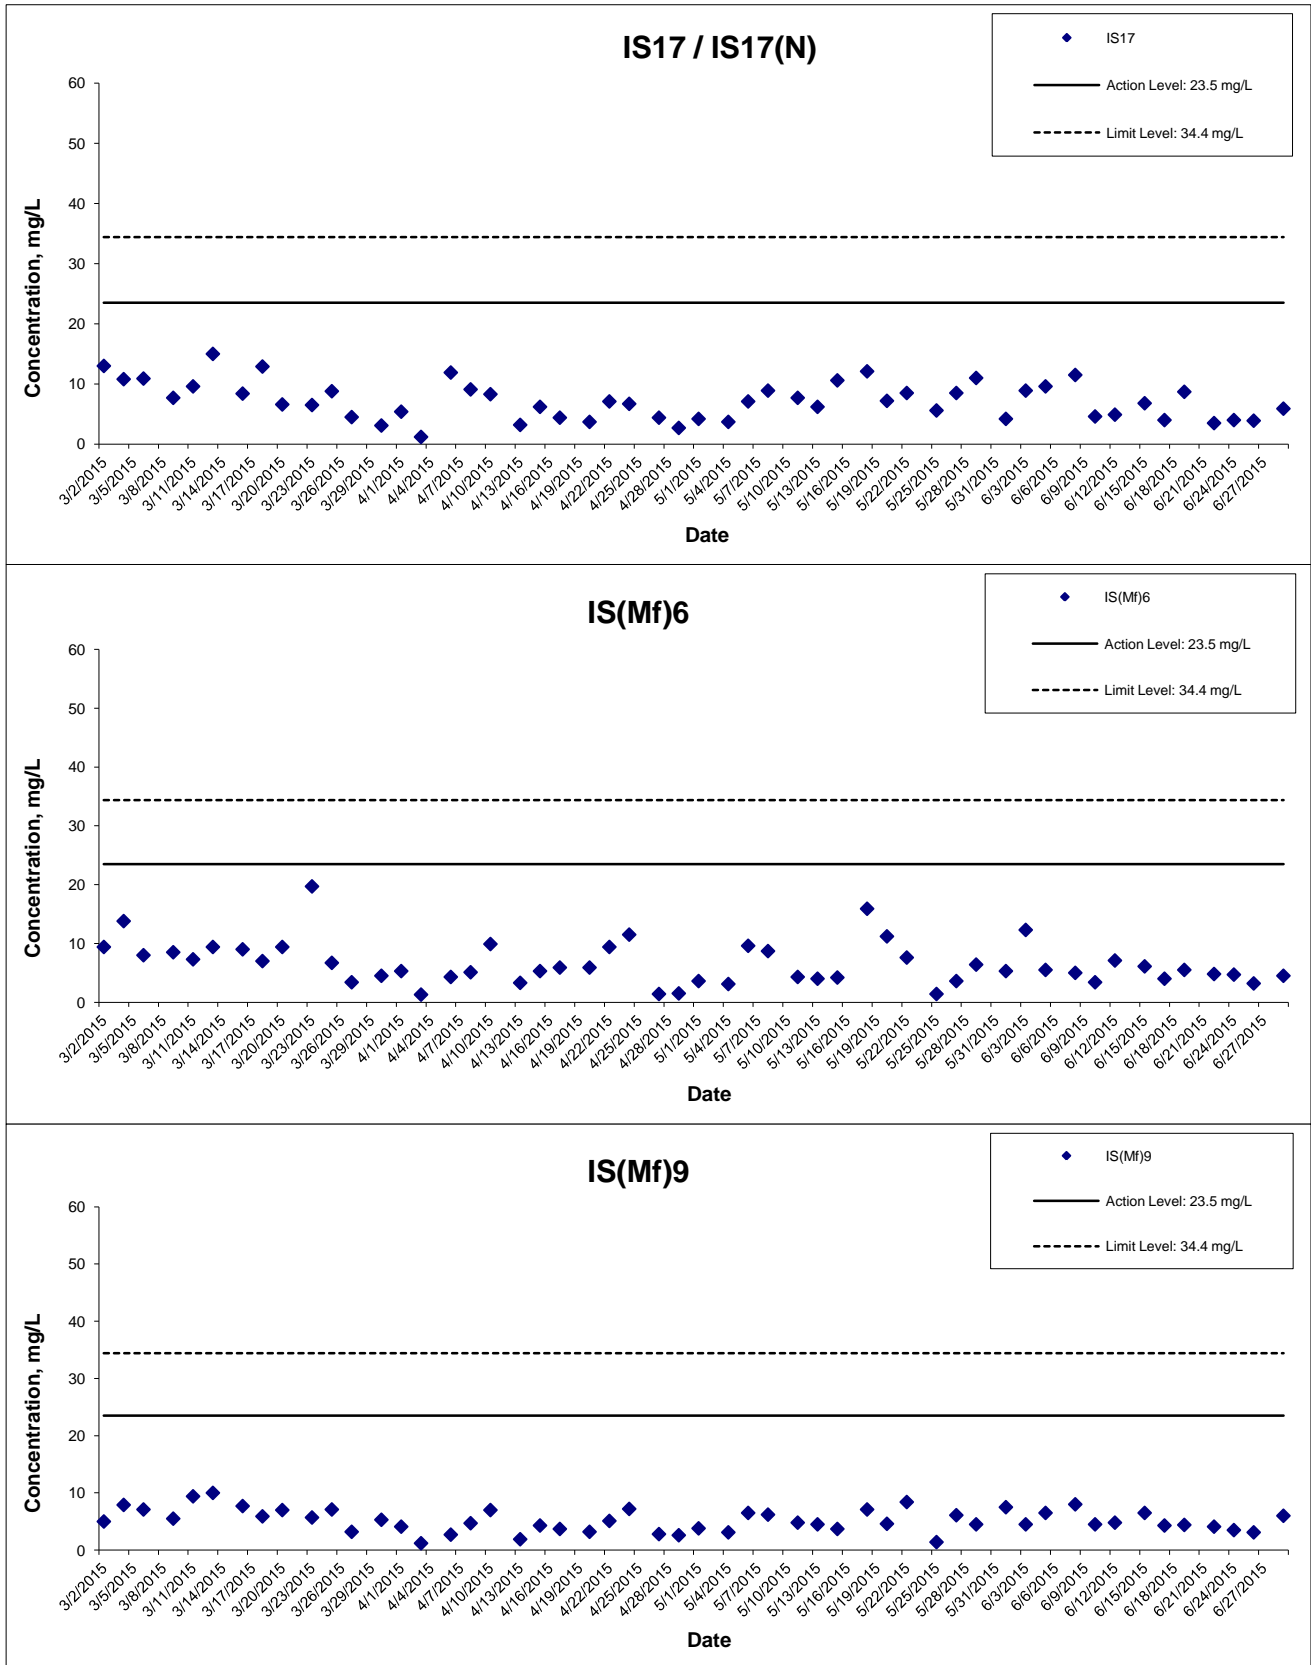 IS17 / IS17(N)
IS17
Action Level: 23.5 mg/L
Limit Level: 34.4 mg/L
Concentration, mg/L
60
50
40
30
20
10
0
3/2/2015 3/5/2015 3/8/2015 3/11/2015 3/14/2015 3/17/2015 3/20/2015 3/23/2015 3/26/2015 3/29/2015 4/1/2015 4/4/2015 4/7/2015 4/10/2015 4/13/2015 4/16/2015 4/19/2015 4/22/2015 4/25/2015 4/28/2015 5/1/2015 5/4/2015 5/7/2015 5/10/2015 5/13/2015 5/16/2015 5/19/2015 5/22/2015 5/25/2015 5/28/2015 5/31/2015 6/3/2015 6/6/2015 6/9/2015 6/12/2015 6/15/2015 6/18/2015 6/21/2015 6/24/2015 6/27/2015
Date
IS(Mf)6
IS(Mf)6
Action Level: 23.5 mg/L
Limit Level: 34.4 mg/L
Concentration, mg/L
60
50
40
30
20
10
0
3/2/2015 3/5/2015 3/8/2015 3/11/2015 3/14/2015 3/17/2015 3/20/2015 3/23/2015 3/26/2015 3/29/2015 4/1/2015 4/4/2015 4/7/2015 4/10/2015 4/13/2015 4/16/2015 4/19/2015 4/22/2015 4/25/2015 4/28/2015 5/1/2015 5/4/2015 5/7/2015 5/10/2015 5/13/2015 5/16/2015 5/19/2015 5/22/2015 5/25/2015 5/28/2015 5/31/2015 6/3/2015 6/6/2015 6/9/2015 6/12/2015 6/15/2015 6/18/2015 6/21/2015 6/24/2015 6/27/2015
Date
IS(Mf)9
IS(Mf)9
Action Level: 23.5 mg/L
Limit Level: 34.4 mg/L
Concentration, mg/L
60
50
40
30
20
10
0
3/2/2015 3/5/2015 3/8/2015 3/11/2015 3/14/2015 3/17/2015 3/20/2015 3/23/2015 3/26/2015 3/29/2015 4/1/2015 4/4/2015 4/7/2015 4/10/2015 4/13/2015 4/16/2015 4/19/2015 4/22/2015 4/25/2015 4/28/2015 5/1/2015 5/4/2015 5/7/2015 5/10/2015 5/13/2015 5/16/2015 5/19/2015 5/22/2015 5/25/2015 5/28/2015 5/31/2015 6/3/2015 6/6/2015 6/9/2015 6/12/2015 6/15/2015 6/18/2015 6/21/2015 6/24/2015 6/27/2015
Date